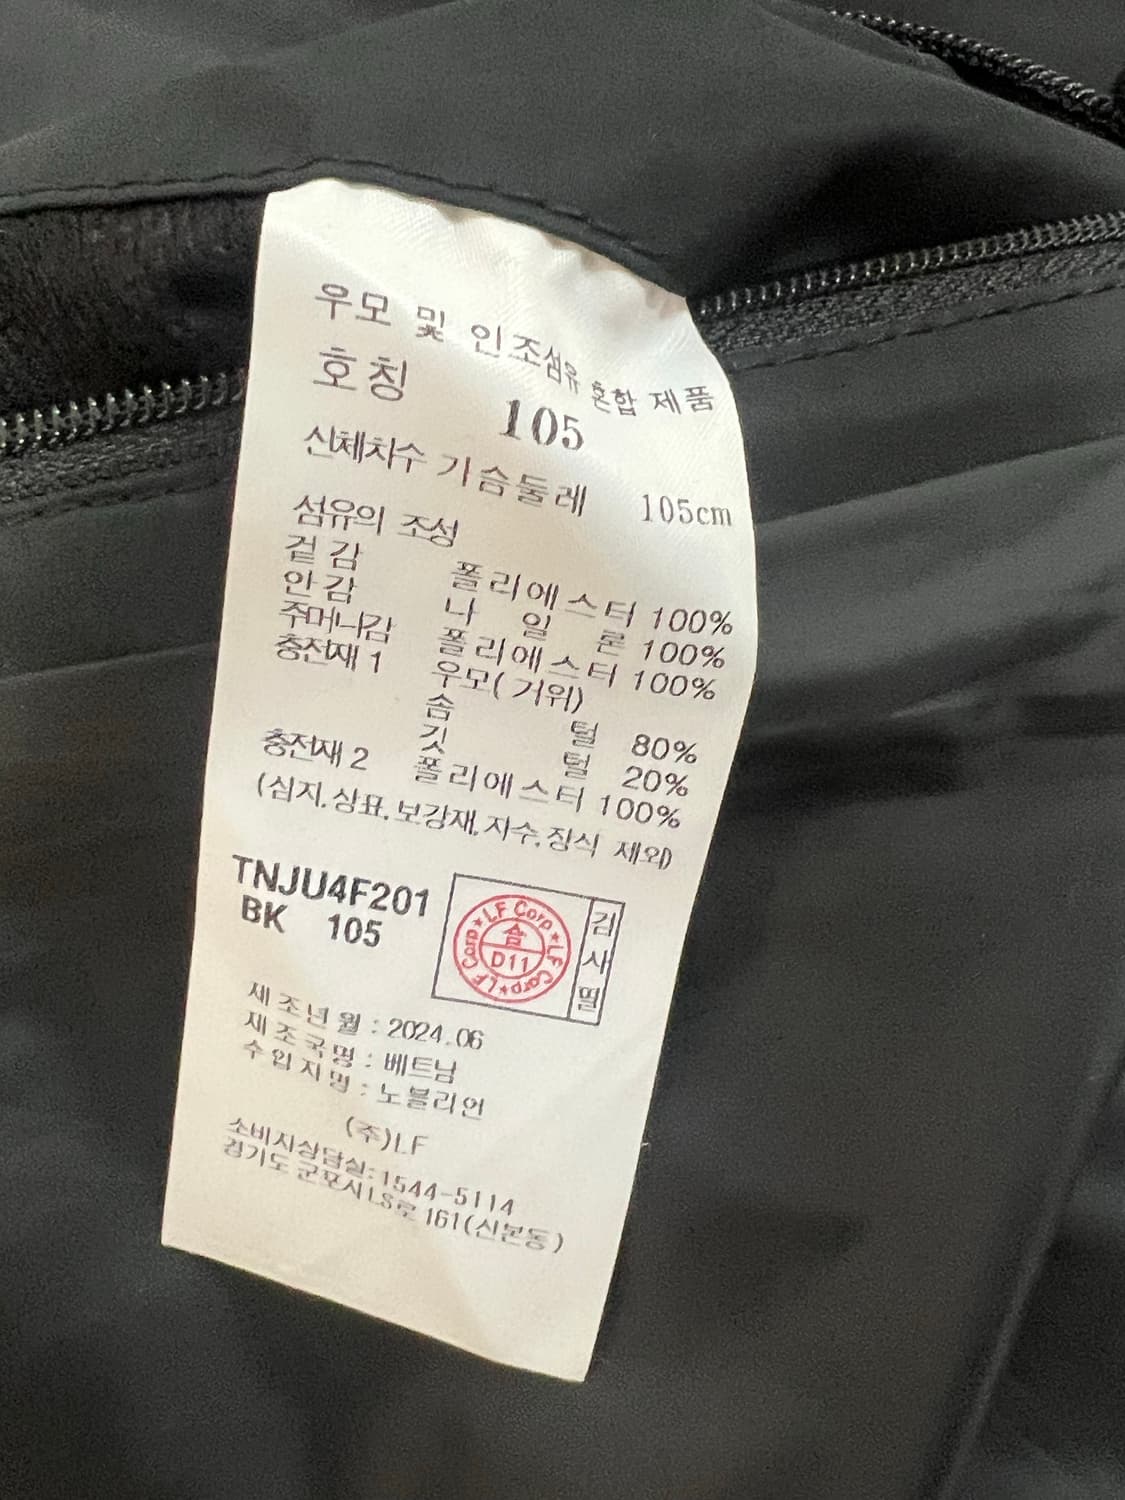 우모 및 인조섬유 혼합 제품
호칭 105
신체치수 가슴둘레 105cm
섬유의 조성
겉감 폴리에스터 100%
안감 나일론 100%
주머니감 폴리에스터 100%
충전재 1 우모(거위)
솜털 80%
깃털 20%
충전재 2 폴리에스터 100%
(심지,상표,보강재,자수,장식 제외)
TNJU4F201
BK 105
LF Corp★LF Corp★LF Corp★
합
D11
검사필
제조년월 : 2024.06
제조국명 : 베트남
수입자명 : 노블리언
(주)LF
소비자상담실:1544-5114
경기도 군포시 LS로 161(신분동)